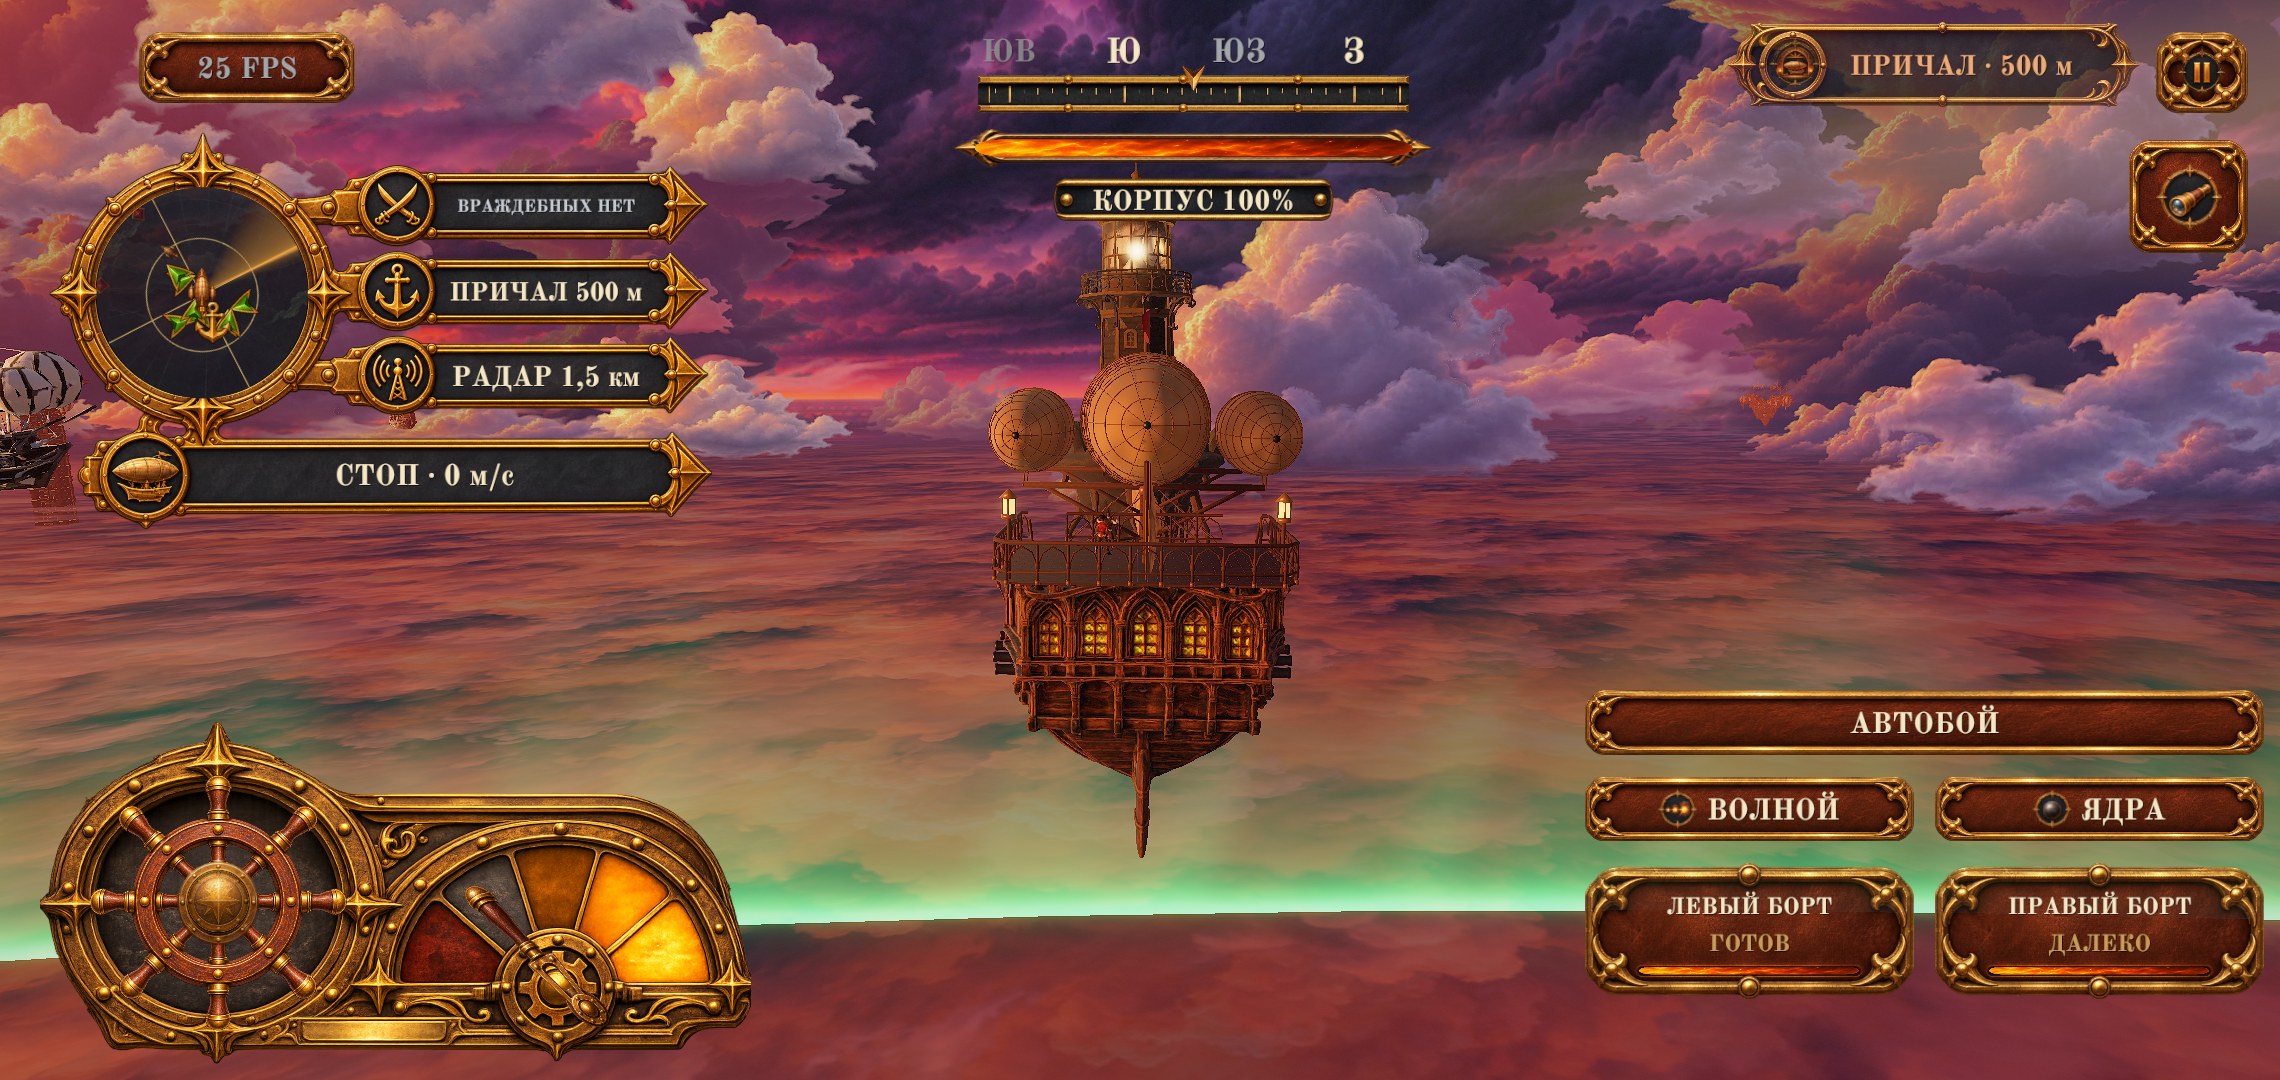 25 FPS
ЮВ Ю ЮЗ З
ПРИЧАЛ · 500 м
КОРПУС 100%
ВРАЖДЕБНЫХ НЕТ
ПРИЧАЛ 500 м
РАДАР 1,5 км
СТОП · 0 м/с
АВТОБОЙ
ВОЛНОЙ
ЯДРА
ЛЕВЫЙ БОРТ
ГОТОВ
ПРАВЫЙ БОРТ
ДАЛЕКО